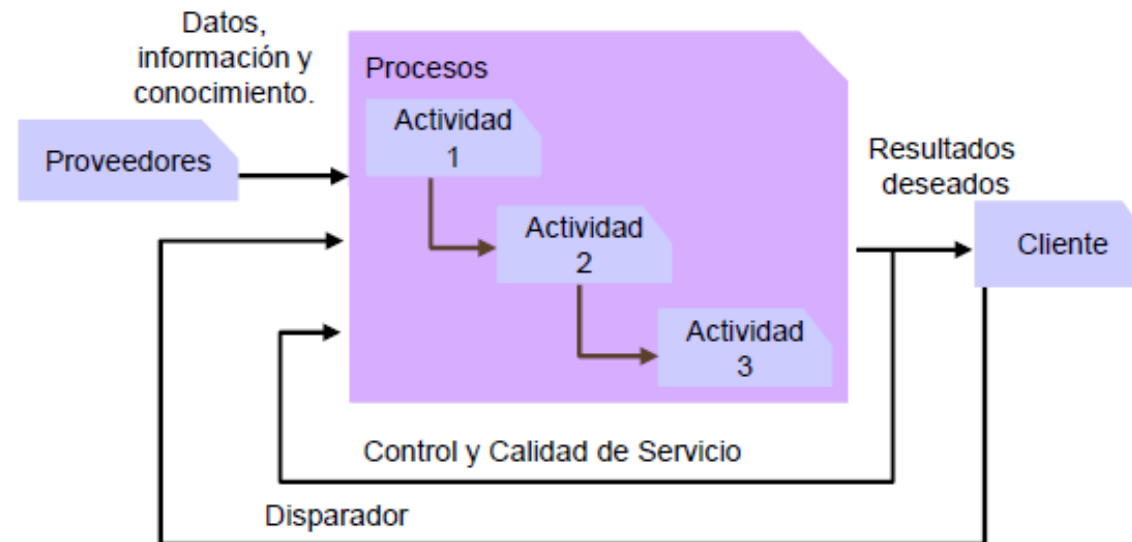 Datos,
información y
conocimiento.
Proveedores
Procesos
Actividad
1
Actividad
2
Actividad
3
Resultados
deseados
Cliente
Control y Calidad de Servicio
Disparador